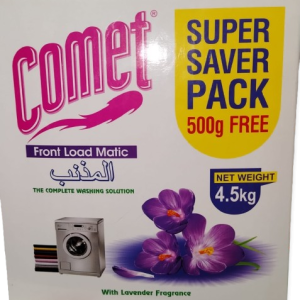 Comet
SUPER
SAVER
PACK
500g FREE
Front Load Matic
المذنب
THE COMPLETE WASHING SOLUTION
NET WEIGHT
4.5kg
With Lavender Fragrance